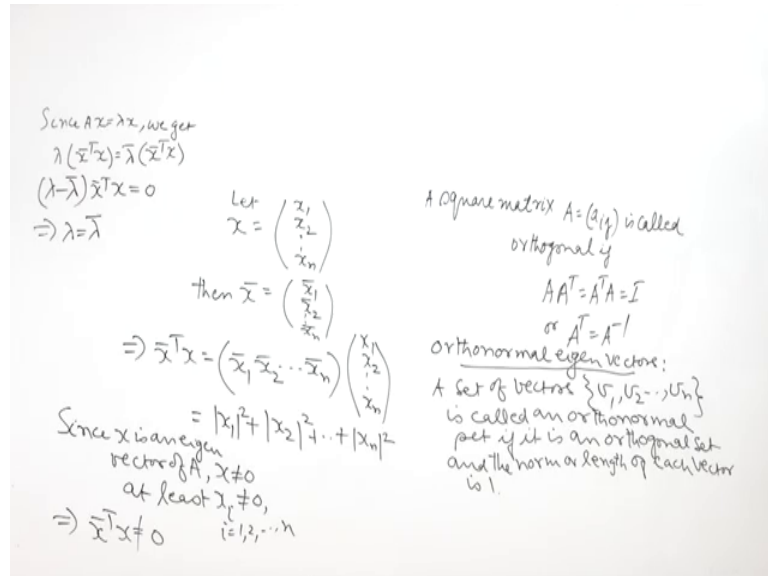 Since Ax=λx, we get
λ(x̄ᵀx)=λ̄(x̄ᵀx)
(λ-λ̄)x̄ᵀx=0
⇒ λ=λ̄
Let
x = (x₁ x₂ ⋮ xₙ)
then x̄ = (x̄₁ x̄₂ ⋮ x̄ₙ)
⇒ x̄ᵀx = (x̄₁ x̄₂ ⋯ x̄ₙ) (x₁ x₂ ⋮ xₙ)
= |x₁|²+|x₂|²+⋯+|xₙ|²
Since x is an eigen
vector of A, x≠0
at least xᵢ≠0,
i=1,2,⋯n
⇒ x̄ᵀx≠0
A square matrix A=(aᵢⱼ) is called
orthogonal if
AAᵀ=AᵀA=I
or Aᵀ=A⁻¹
Orthonormal eigen vectors:
A set of vectors {v₁,v₂⋯,vₙ}
is called an orthonormal
set if it is an orthogonal set
and the norm or length of each vector
is 1.